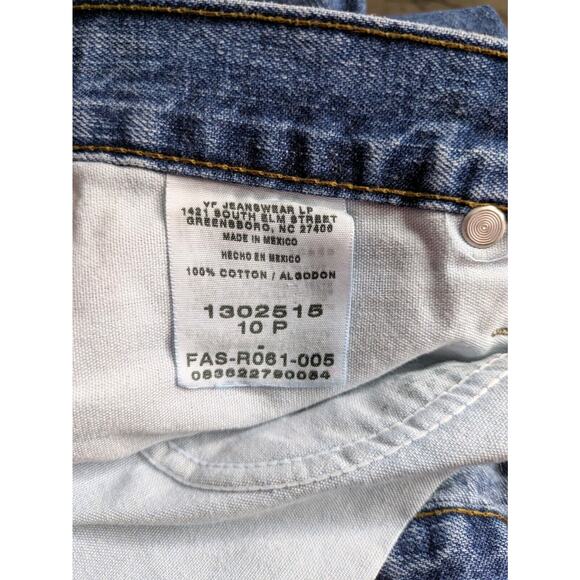 VF JEANSWEAR LP
1421 SOUTH ELM STREET
GREENSBORO, NC 27406
MADE IN MEXICO
HECHO EN MEXICO
100% COTTON / ALGODON
1302515
10 P
FAS-R061-005
083622790054